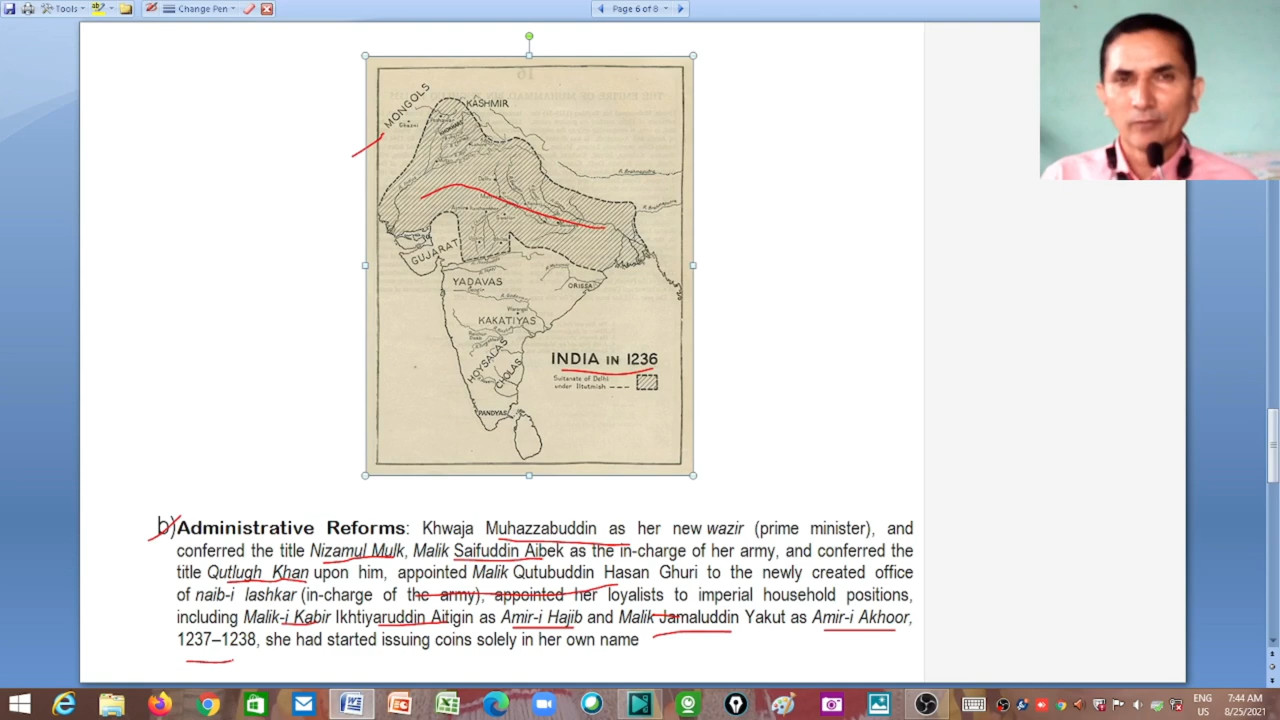 Tools
Change Pen
Page 6 of 8
MONGOLS
KASHMIR
Ghazni
Delhi
R. Brahmaputra
GUJARAT
YADAVAS
ORISSA
Warangal
KAKATIYAS
HOYSALAS
CHOLAS
PANDYAS
INDIA IN 1236
Sultanate of Delhi
under Iltutmish
b) Administrative Reforms: Khwaja Muhazzabuddin as her new wazir (prime minister), and
conferred the title Nizamul Mulk, Malik Saifuddin Aibek as the in-charge of her army, and conferred the
title Qutlugh Khan upon him, appointed Malik Qutubuddin Hasan Ghuri to the newly created office
of naib-i lashkar (in-charge of the army), appointed her loyalists to imperial household positions,
including Malik-i Kabir Ikhtiyaruddin Aitigin as Amir-i Hajib and Malik Jamaluddin Yakut as Amir-i Akhoor,
1237–1238, she had started issuing coins solely in her own name
ENG
7:44 AM
US
8/25/2021